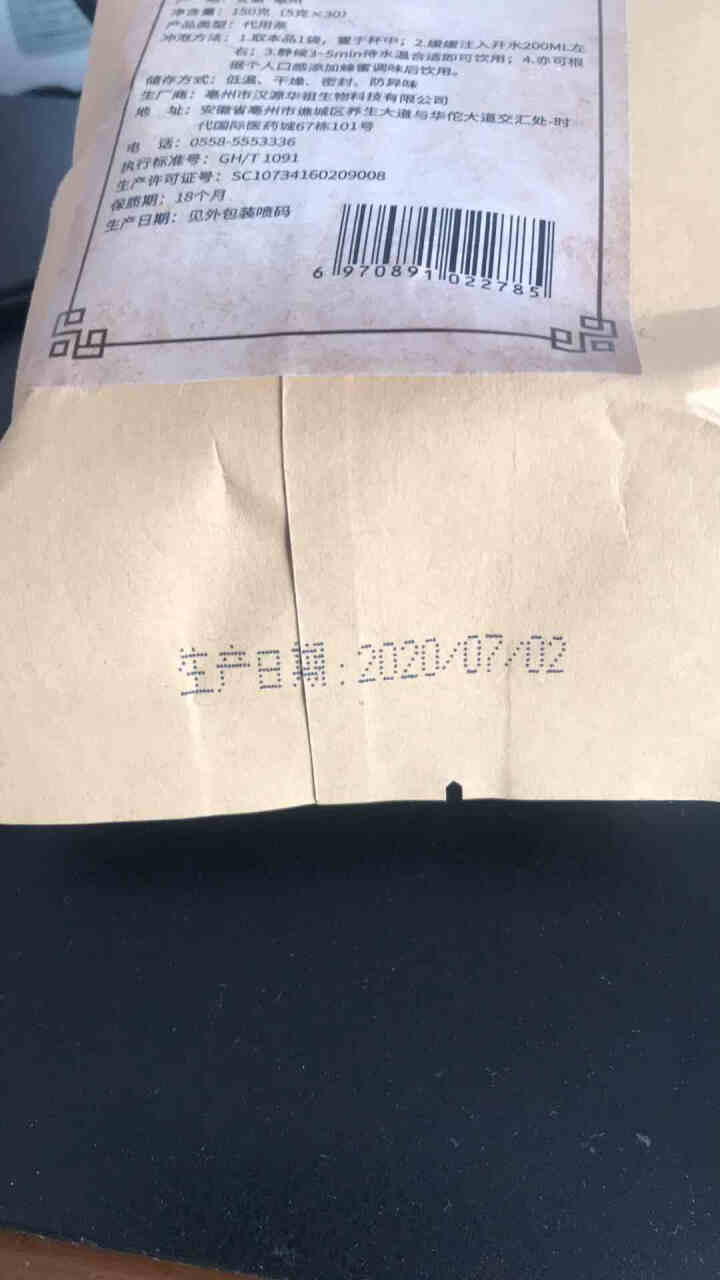 净含量：150克（5克×30）
产品类型：代用茶
冲泡方法：1.取本品1袋，置于杯中；2.缓缓注入开水200ML左
右；3.静候3-5min待水温合适即可饮用；4.亦可根
据个人口感添加蜂蜜调味后饮用。
储存方式：低温、干燥、密封、防异味
生产厂商：亳州市汉源华祖生物科技有限公司
地 址：安徽省亳州市谯城区养生大道与华佗大道交汇处-时
代国际医药城67栋101号
电 话：0558-5553336
执行标准号：GH/T 1091
生产许可证号：SC10734160209008
保质期：18个月
生产日期：见外包装喷码
6 970891 022785
生产日期:2020/07/02